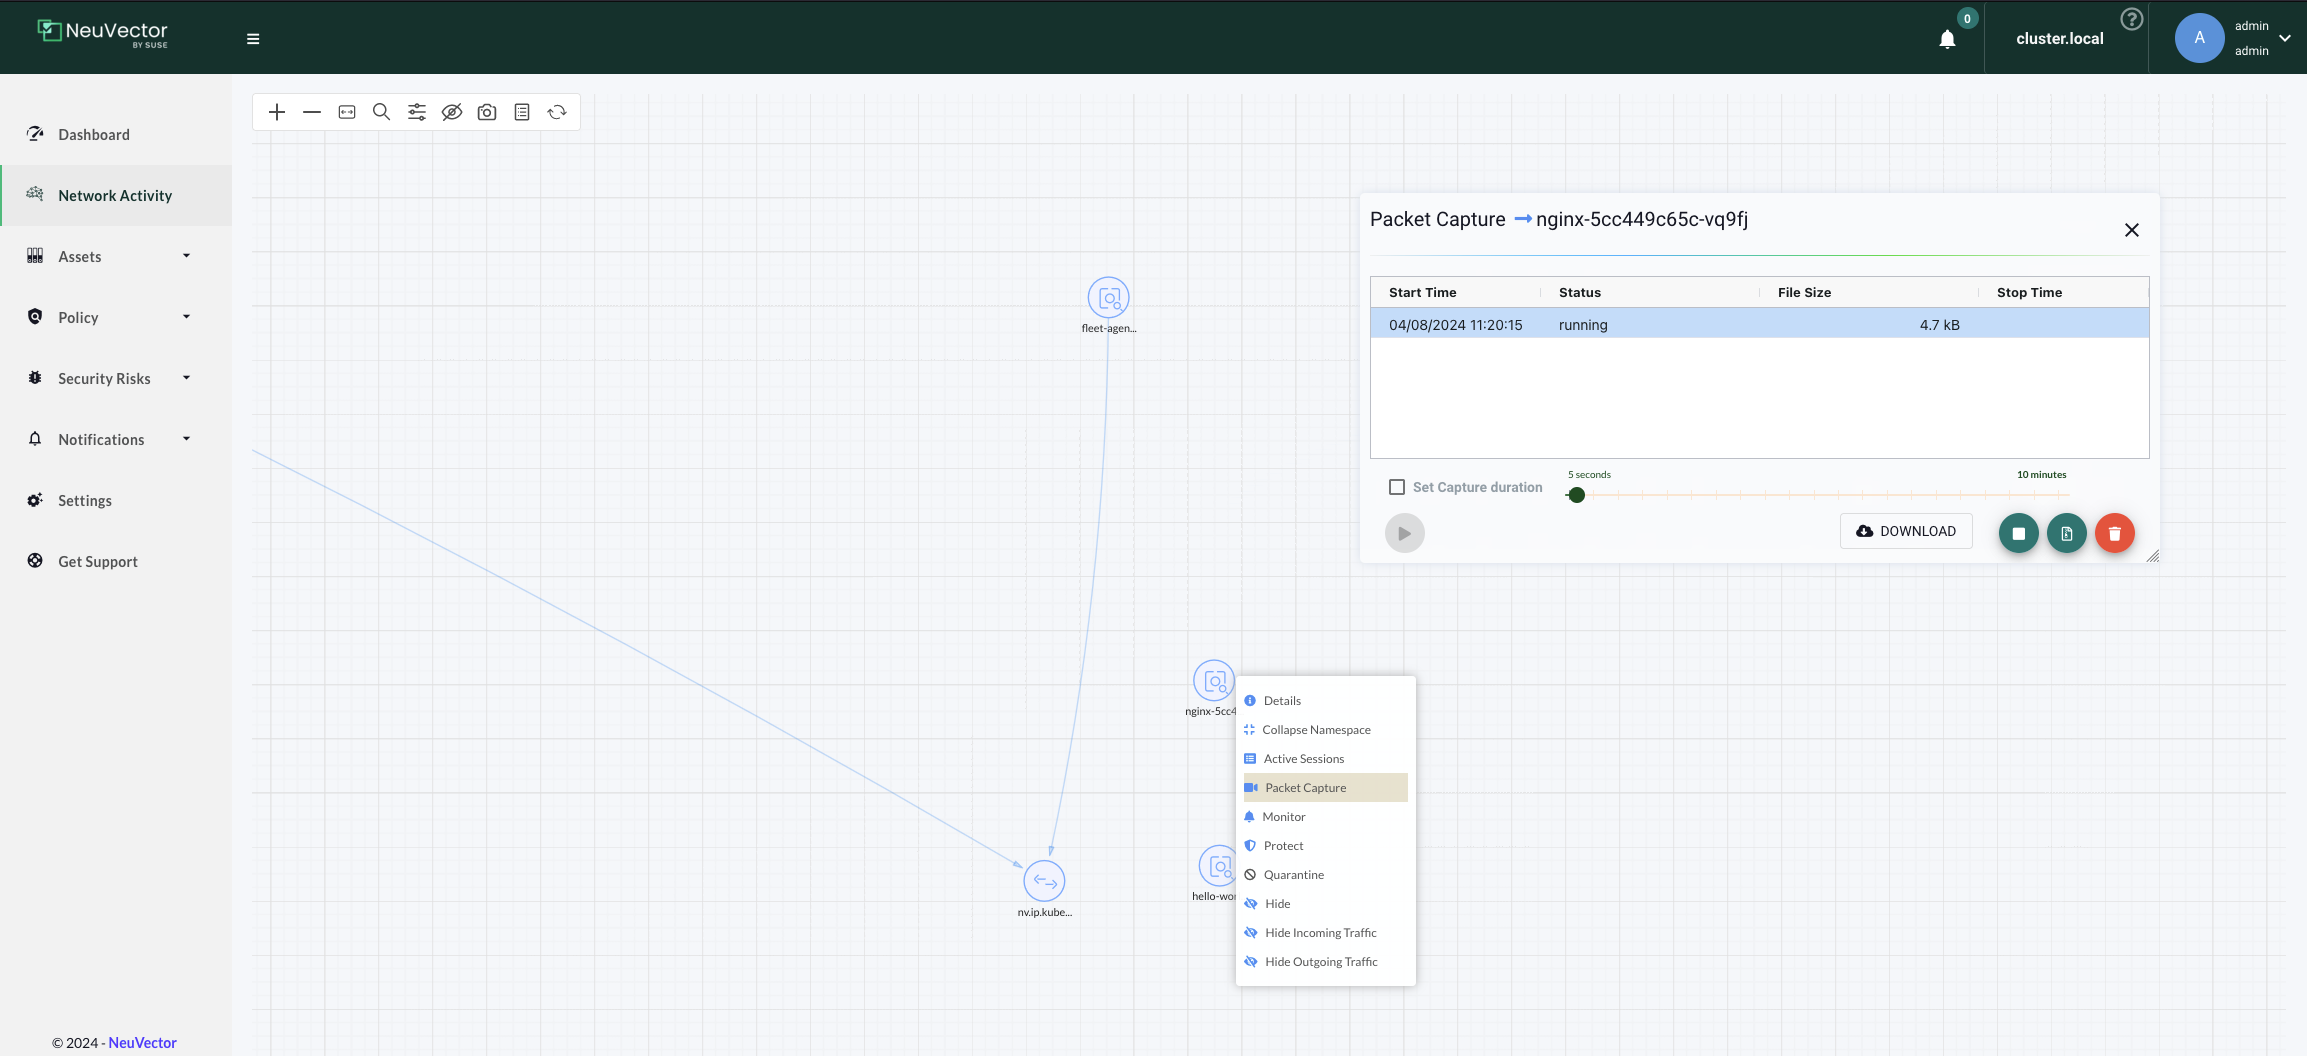 NeuVector
BY SUSE
0
cluster.local
A
admin
admin
Dashboard
Network Activity
Assets
Policy
Security Risks
Notifications
Settings
Get Support
© 2024 - NeuVector
fleet-agen...
nginx-5cc4
hello-wo
nv.ip.kube...
Details
Collapse Namespace
Active Sessions
Packet Capture
Monitor
Protect
Quarantine
Hide
Hide Incoming Traffic
Hide Outgoing Traffic
Packet Capture nginx-5cc449c65c-vq9fj
Start Time Status File Size Stop Time
04/08/2024 11:20:15 running 4.7 kB
5 seconds 10 minutes
Set Capture duration
DOWNLOAD